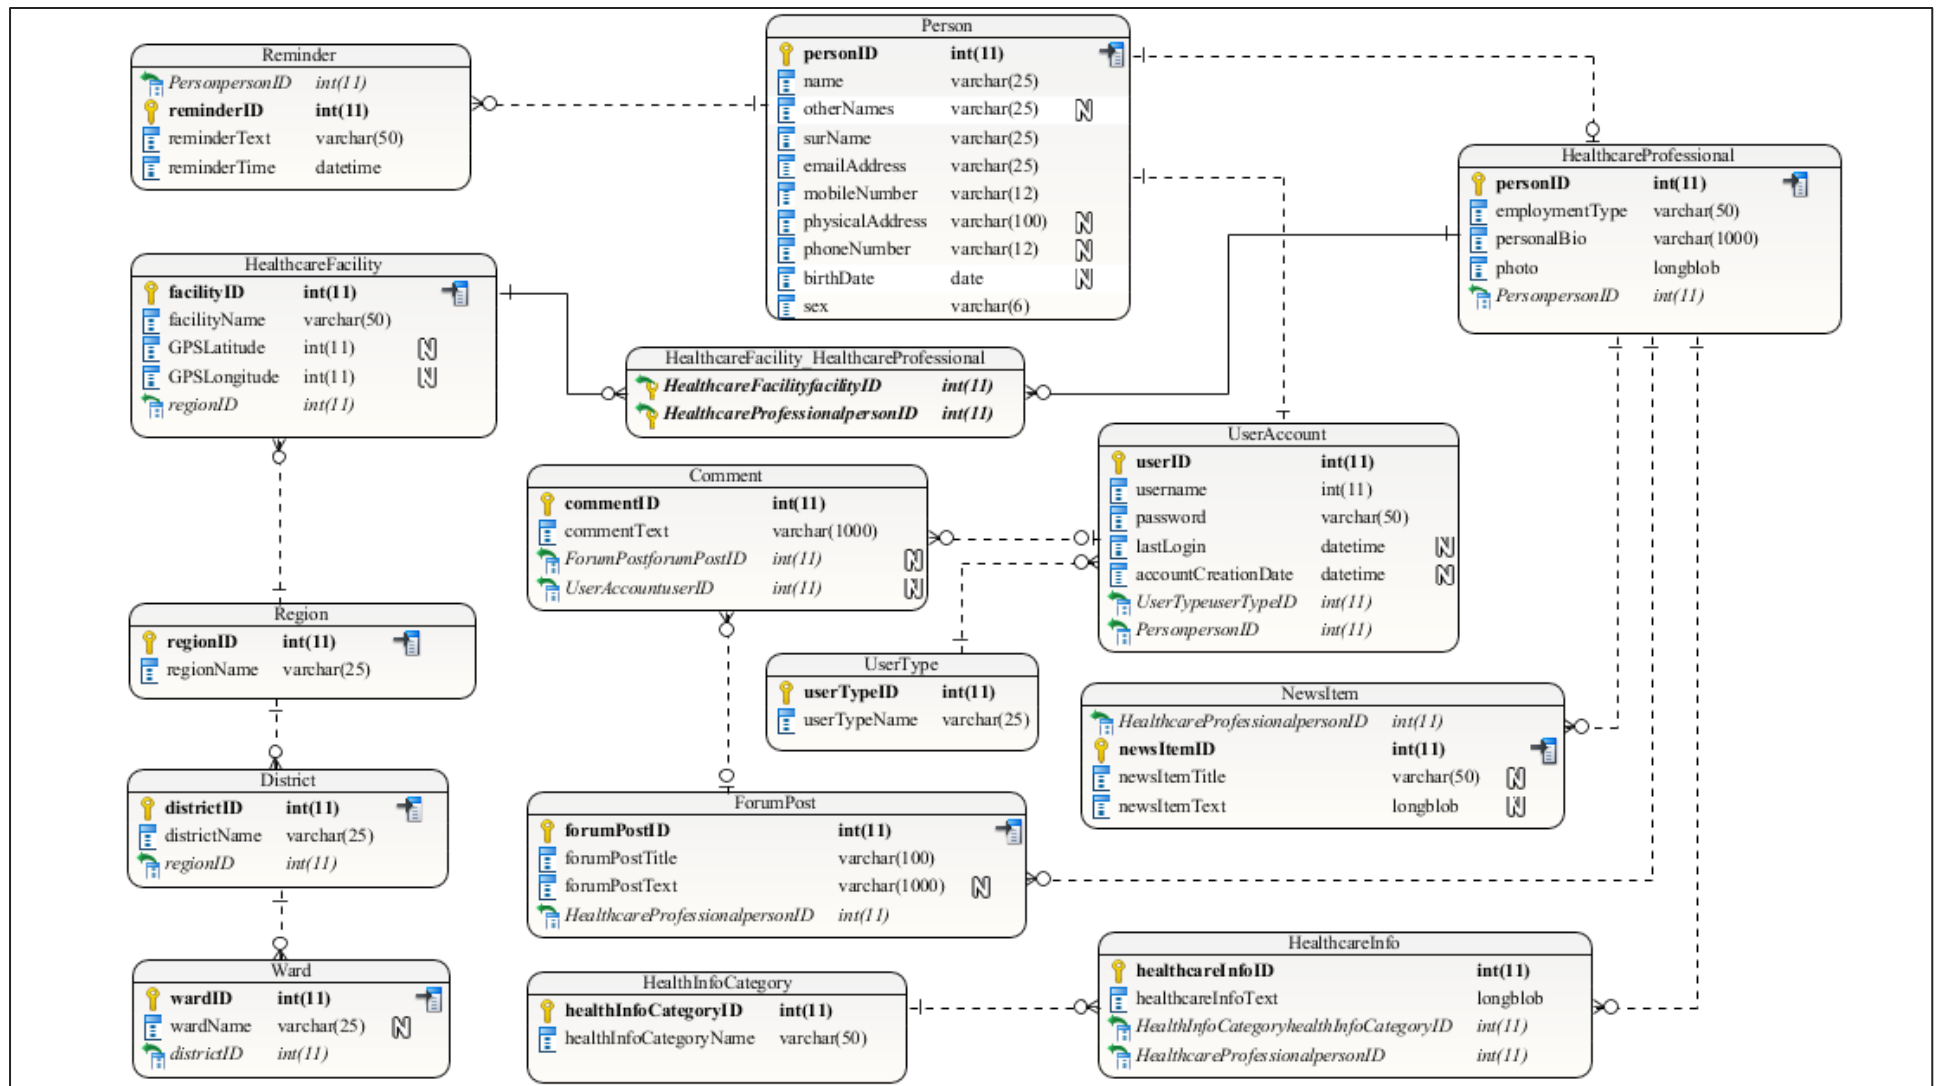 Person
personID int(11)
name varchar(25)
otherNames varchar(25) N
surName varchar(25)
emailAddress varchar(25)
mobileNumber varchar(12)
physicalAddress varchar(100) N
phoneNumber varchar(12) N
birthDate date N
sex varchar(6)
Reminder
PersonpersonID int(11)
reminderID int(11)
reminderText varchar(50)
reminderTime datetime
HealthcareProfessional
personID int(11)
employmentType varchar(50)
personalBio varchar(1000)
photo longblob
PersonpersonID int(11)
HealthcareFacility
facilityID int(11)
facilityName varchar(50)
GPSLatitude int(11) N
GPSLongitude int(11) N
regionID int(11)
HealthcareFacility_HealthcareProfessional
HealthcareFacilityfacilityID int(11)
HealthcareProfessionalpersonID int(11)
UserAccount
userID int(11)
username int(11)
password varchar(50)
lastLogin datetime N
accountCreationDate datetime N
UserTypeuserTypeID int(11)
PersonpersonID int(11)
Comment
commentID int(11)
commentText varchar(1000)
ForumPostforumPostID int(11) N
UserAccountuserID int(11) N
Region
regionID int(11)
regionName varchar(25)
UserType
userTypeID int(11)
userTypeName varchar(25)
NewsItem
HealthcareProfessionalpersonID int(11)
newsItemID int(11)
newsItemTitle varchar(50) N
newsItemText longblob N
District
districtID int(11)
districtName varchar(25)
regionID int(11)
ForumPost
forumPostID int(11)
forumPostTitle varchar(100)
forumPostText varchar(1000) N
HealthcareProfessionalpersonID int(11)
Ward
wardID int(11)
wardName varchar(25) N
districtID int(11)
HealthInfoCategory
healthInfoCategoryID int(11)
healthInfoCategoryName varchar(50)
HealthcareInfo
healthcareInfoID int(11)
healthcareInfoText longblob
HealthInfoCategoryhealthInfoCategoryID int(11)
HealthcareProfessionalpersonID int(11)